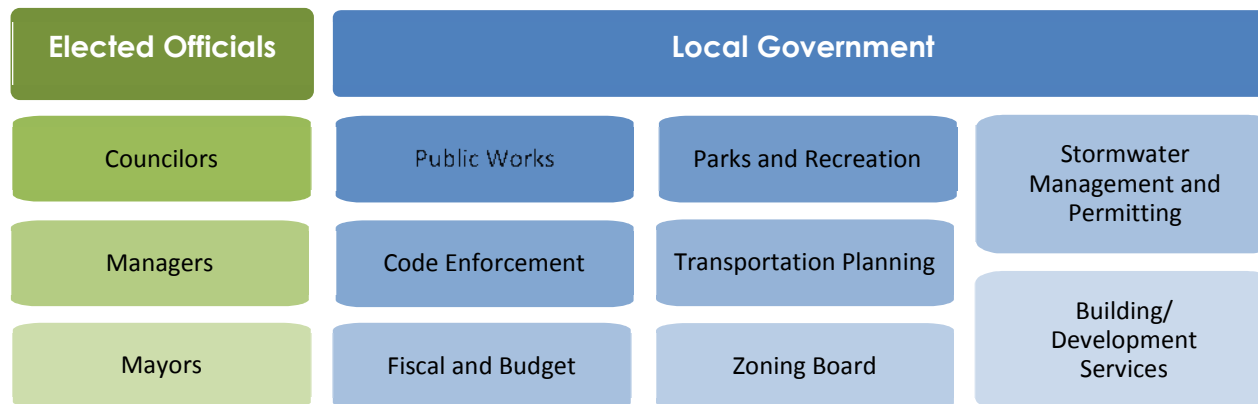 Elected Officials
Local Government
Councilors
Public Works
Parks and Recreation
Stormwater
Management and
Permitting
Managers
Code Enforcement
Transportation Planning
Building/
Development
Services
Mayors
Fiscal and Budget
Zoning Board